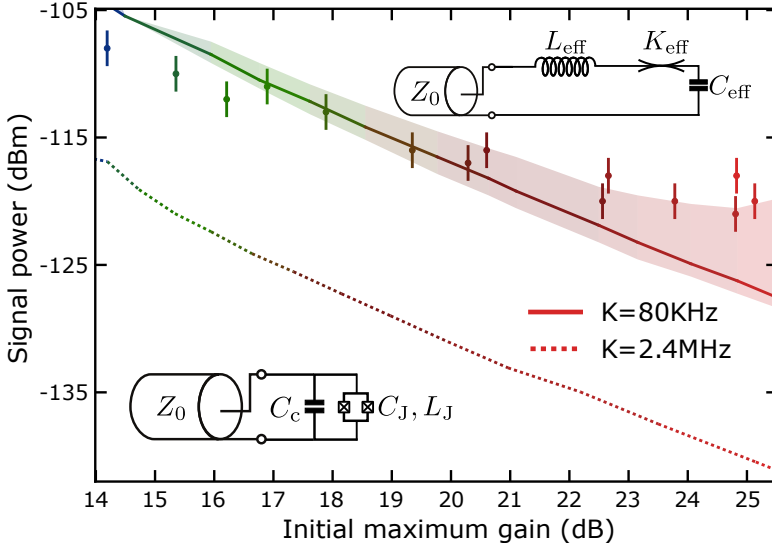 -105
-115
-125
-135
Signal power (dBm)
Z0
Leff
Keff
Ceff
K=80KHz
K=2.4MHz
Z0
Cc
CJ, LJ
14 15 16 17 18 19 20 21 22 23 24 25
Initial maximum gain (dB)